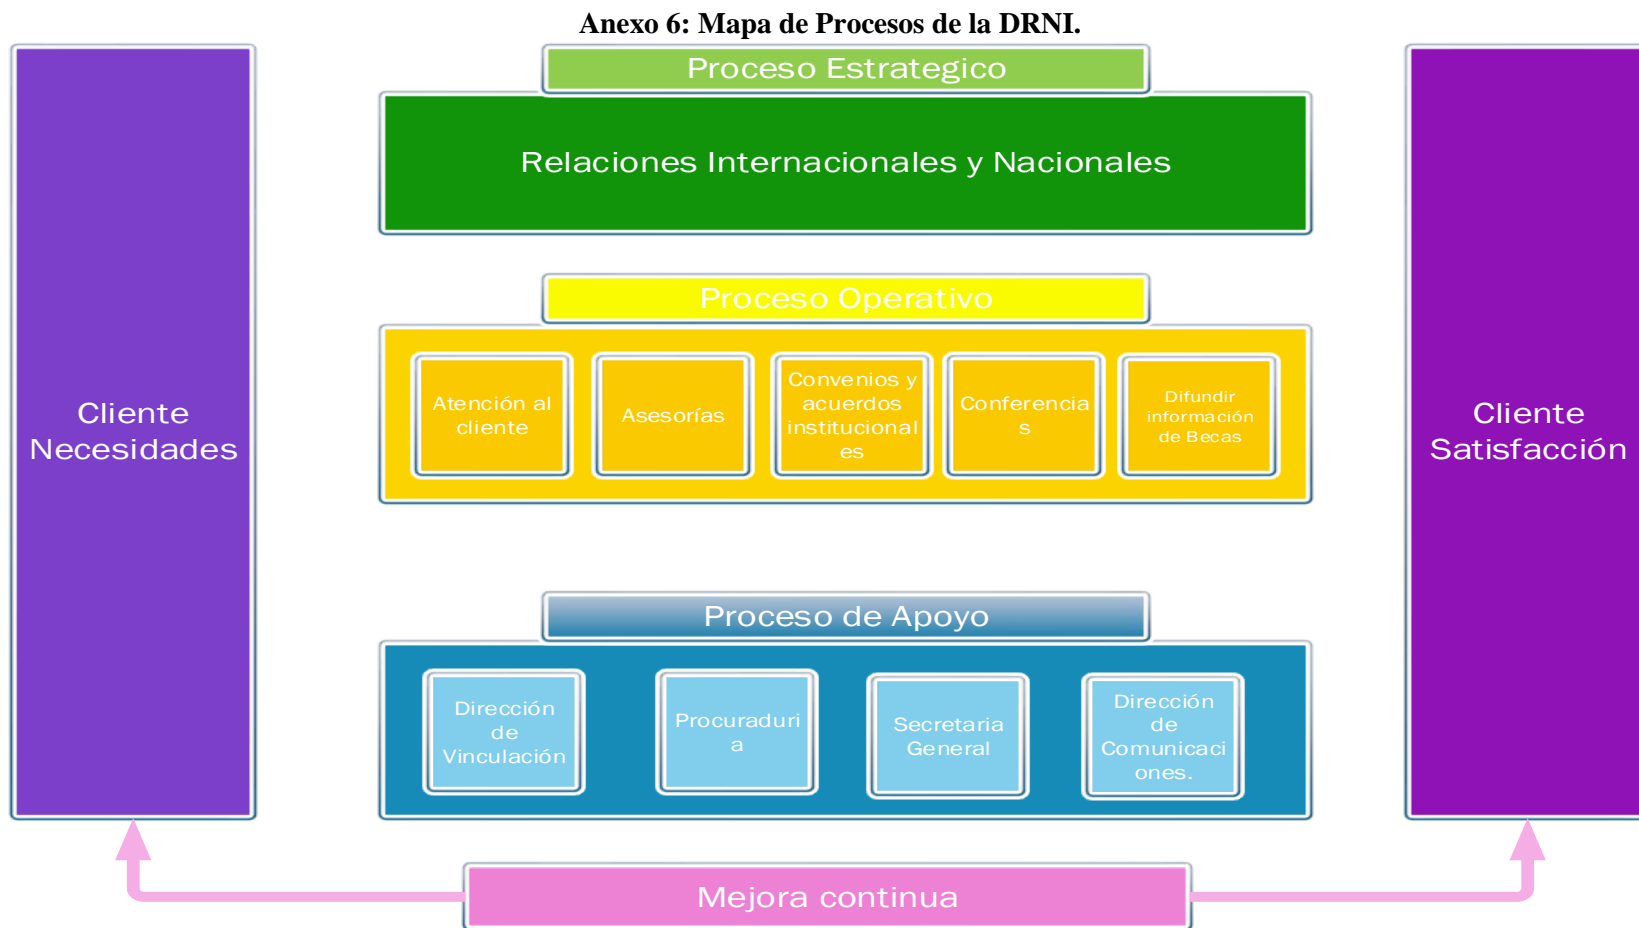 Anexo 6: Mapa de Procesos de la DRNI.
Proceso Estrategico
Relaciones Internacionales y Nacionales
Cliente
Necesidades
Proceso Operativo
Atención al
cliente
Asesorías
Convenios y
acuerdos
institucional
es
Conferencia
s
Difundir
información
de Becas
Cliente
Satisfacción
Proceso de Apoyo
Dirección
de
Vinculación
Procuraduri
a
Secretaria
General
Dirección
de
Comunicaci
ones.
Mejora continua